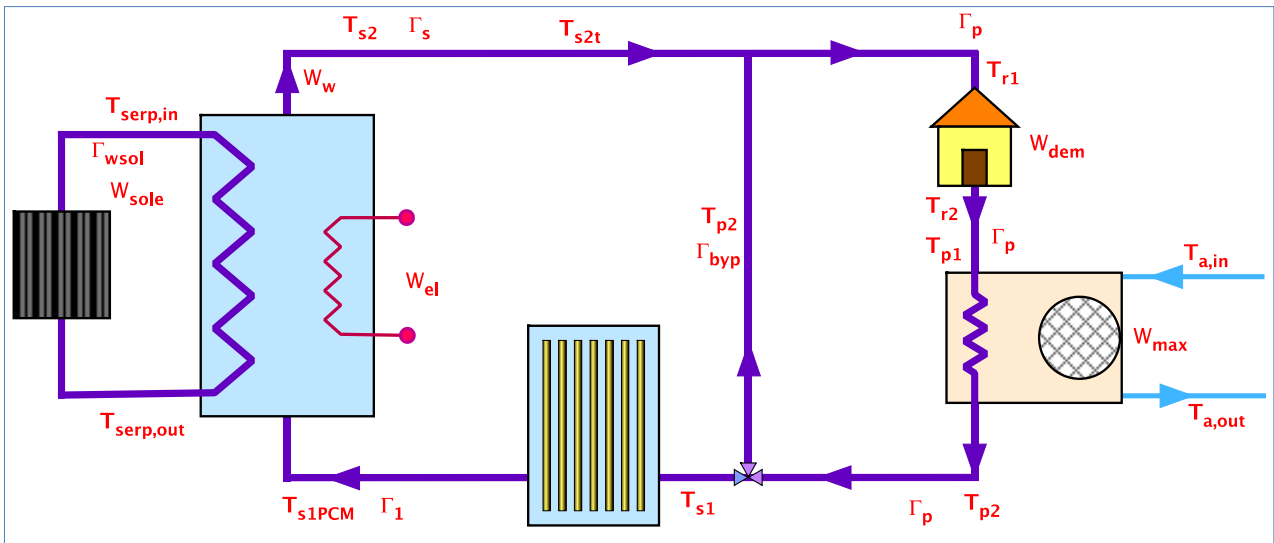 T_s2 Γ_s T_s2t Γ_p
W_w T_r1
T_serp,in
Γ_wsol
W_sole
W_dem
T_r2
T_p2 T_p1 Γ_p
Γ_byp T_a,in
W_el
W_max
T_serp,out T_a,out
T_s1PCM Γ_1 T_s1 Γ_p T_p2